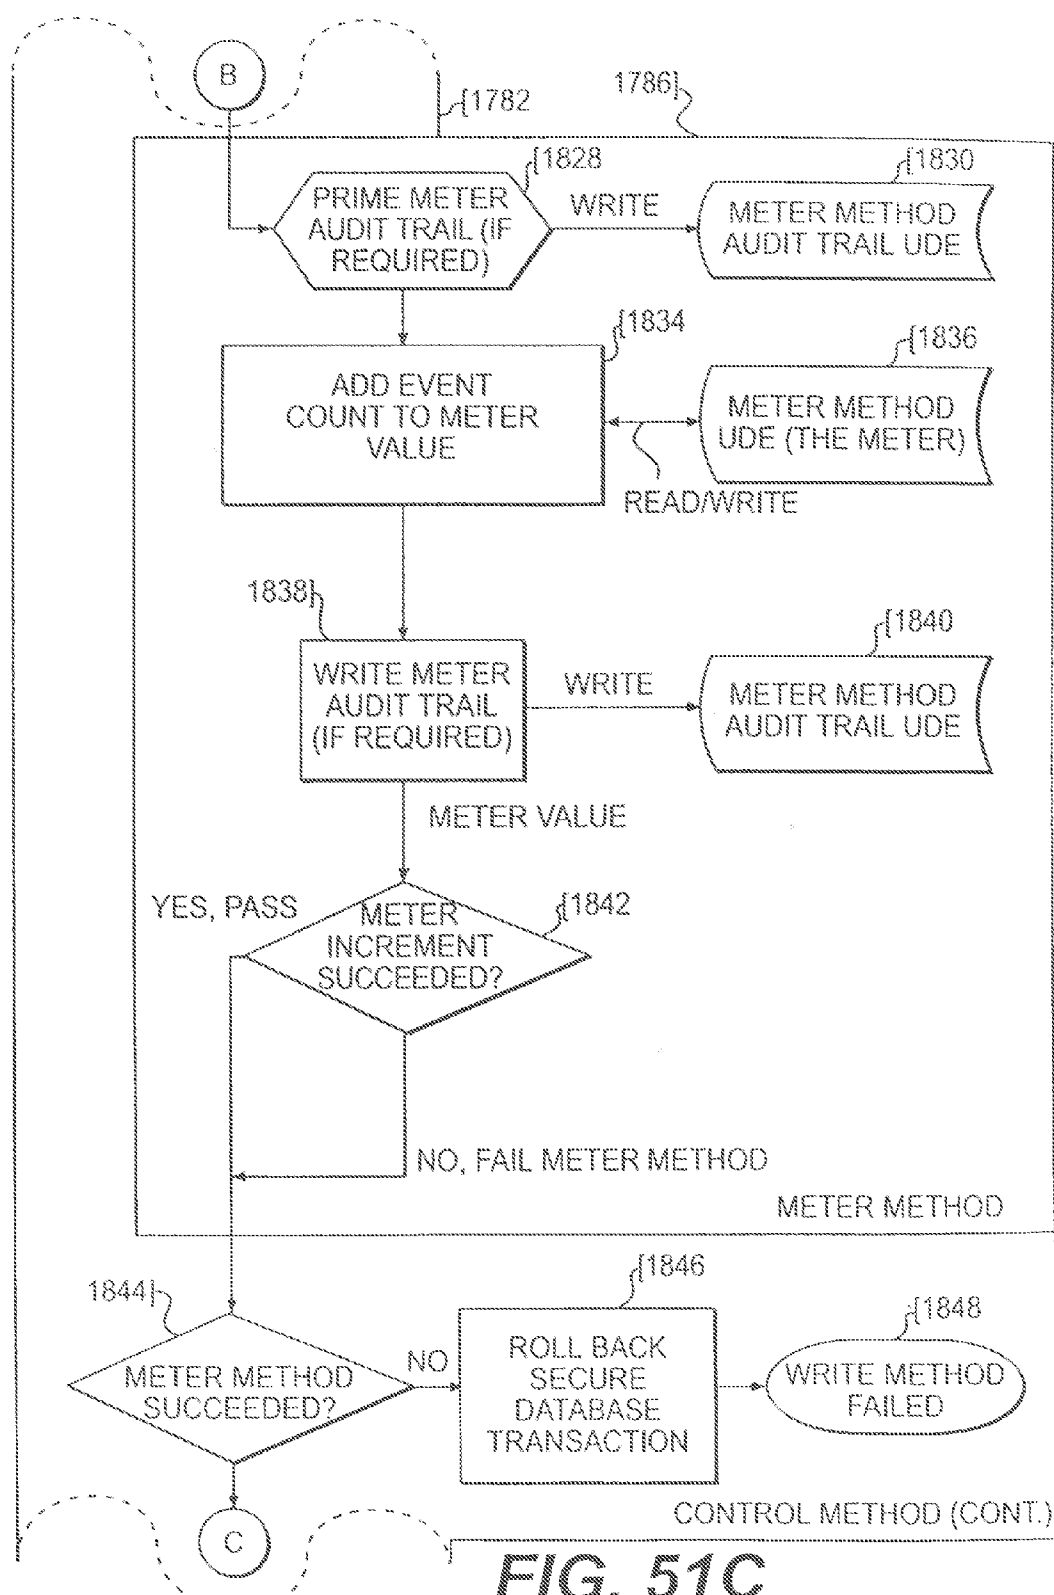 B
[1782
1786]
[1828
PRIME METER
AUDIT TRAIL (IF
REQUIRED)
WRITE
[1830
METER METHOD
AUDIT TRAIL UDE
[1834
ADD EVENT
COUNT TO METER
VALUE
[1836
METER METHOD
UDE (THE METER)
READ/WRITE
1838]
WRITE METER
AUDIT TRAIL
(IF REQUIRED)
WRITE
[1840
METER METHOD
AUDIT TRAIL UDE
METER VALUE
YES, PASS
[1842
METER
INCREMENT
SUCCEEDED?
NO, FAIL METER METHOD
METER METHOD
1844]
METER METHOD
SUCCEEDED?
NO
[1846
ROLL BACK
SECURE
DATABASE
TRANSACTION
[1848
WRITE METHOD
FAILED
C
CONTROL METHOD (CONT.)
FIG. 51C